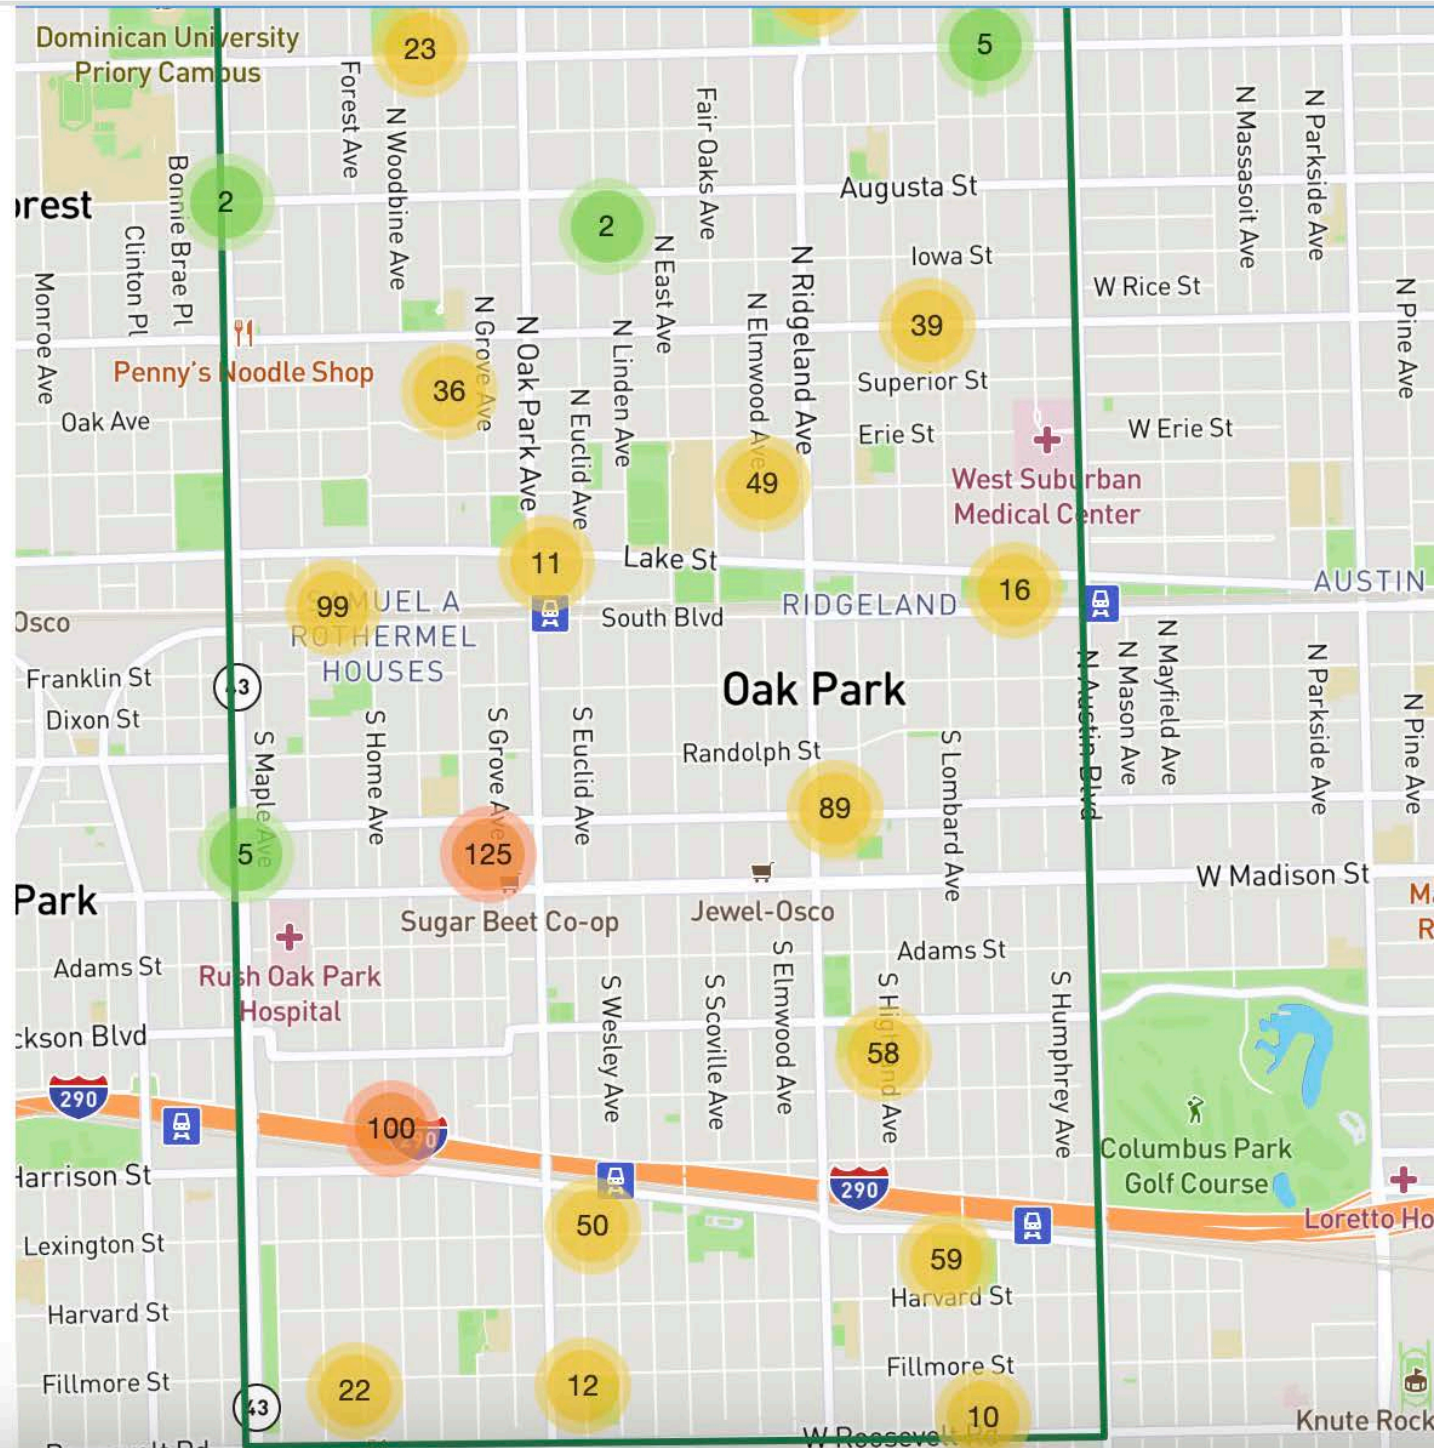 Dominican University
Priory Campus
23
5
Forest Ave
N Woodbine Ave
Fair Oaks Ave
N Massasoit Ave
N Parkside Ave
Bonnie Brae Pl
2
2
Augusta St
orest
Clinton Pl
N East Ave
N Ridgeland Ave
Iowa St
Monroe Ave
N Grove Ave
N Oak Park Ave
N Linden Ave
N Elmwood Ave
39
W Rice St
N Pine Ave
Penny's Noodle Shop
36
N Euclid Ave
Superior St
Oak Ave
Erie St
W Erie St
49
West Suburban
Medical Center
11
Lake St
16
AUSTIN
99
SAMUEL A
ROTHERMEL
HOUSES
South Blvd
RIDGELAND
Osco
Franklin St
43
Oak Park
N Austin Blvd
N Mason Ave
N Mayfield Ave
N Parkside Ave
N Pine Ave
Dixon St
S Maple Ave
S Home Ave
S Grove Ave
S Euclid Ave
Randolph St
S Lombard Ave
89
5
125
W Madison St
Park
Sugar Beet Co-op
Jewel-Osco
Ma
R
Adams St
Adams St
Rush Oak Park
Hospital
S Wesley Ave
S Scoville Ave
S Elmwood Ave
S Highland Ave
S Humphrey Ave
ckson Blvd
58
290
100
290
Columbus Park
Golf Course
Harrison St
290
Loretto Ho
50
Lexington St
59
Harvard St
Harvard St
Fillmore St
22
12
Fillmore St
43
10
W Roosevelt Rd
Knute Rock